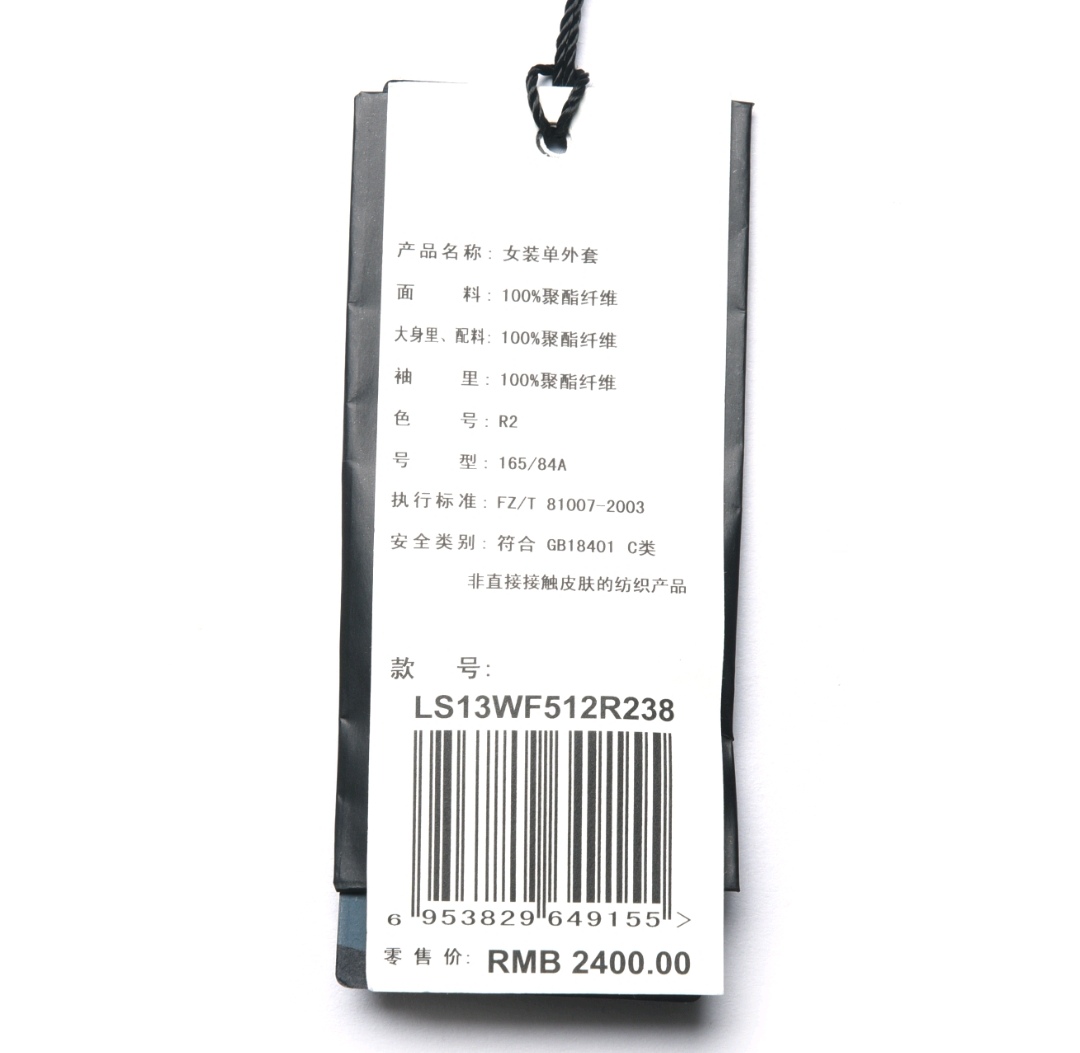 产品名称: 女装单外套
面 料: 100%聚酯纤维
大身里、配料: 100%聚酯纤维
袖 里: 100%聚酯纤维
色 号: R2
号 型: 165/84A
执行标准: FZ/T 81007-2003
安全类别: 符合 GB18401 C类
非直接接触皮肤的纺织产品
款 号:
LS13WF512R238
6 953829 649155 >
零售价: RMB 2400.00